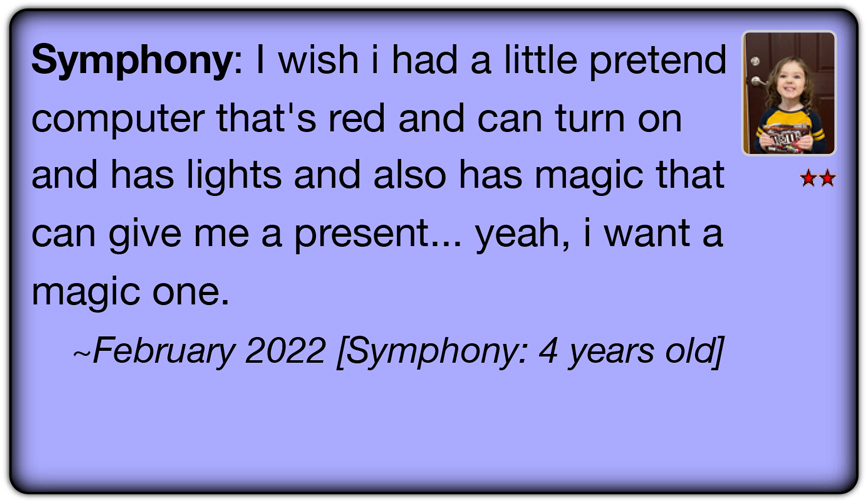 Symphony: I wish i had a little pretend
computer that's red and can turn on
and has lights and also has magic that
can give me a present... yeah, i want a
magic one.
~February 2022 [Symphony: 4 years old]